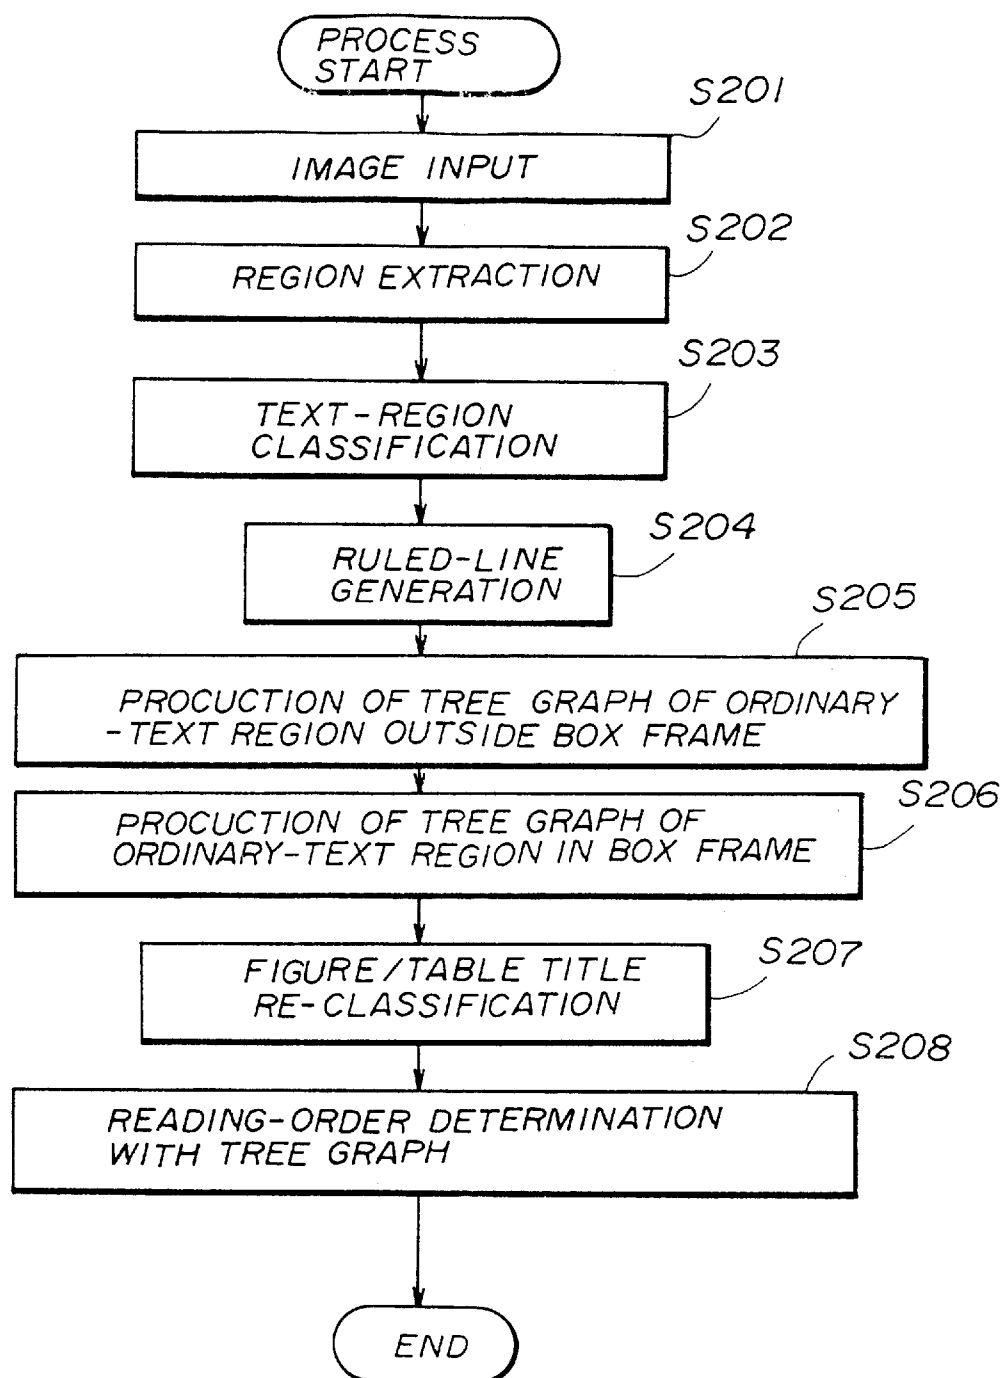 PROCESS
START
S201
IMAGE INPUT
S202
REGION EXTRACTION
S203
TEXT-REGION
CLASSIFICATION
S204
RULED-LINE
GENERATION
S205
PROCUCTION OF TREE GRAPH OF ORDINARY
-TEXT REGION OUTSIDE BOX FRAME
S206
PROCUCTION OF TREE GRAPH OF
ORDINARY-TEXT REGION IN BOX FRAME
S207
FIGURE/TABLE TITLE
RE-CLASSIFICATION
S208
READING-ORDER DETERMINATION
WITH TREE GRAPH
END